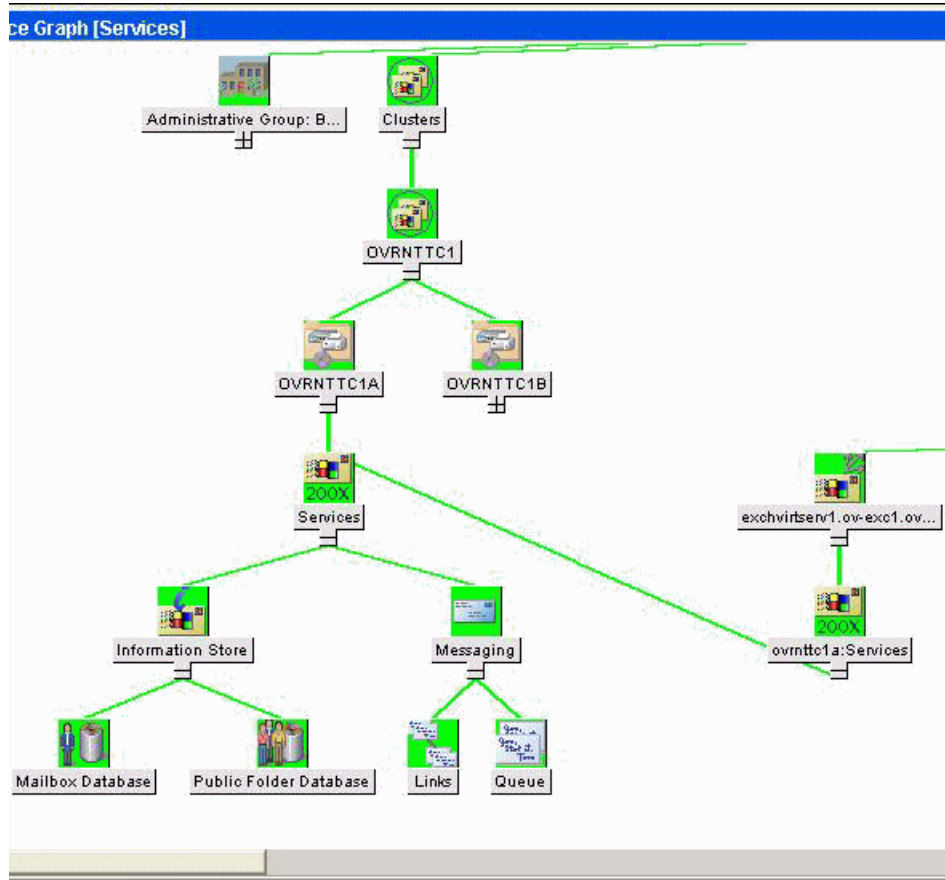 ce Graph [Services]
Administrative Group: B...
Clusters
OVRNTTC1
OVRNTTC1A
OVRNTTC1B
200X
Services
exchvirtserv1.ov-exc1.ov...
200X
ovrnttc1a:Services
Information Store
Messaging
Mailbox Database
Public Folder Database
Links
Queue